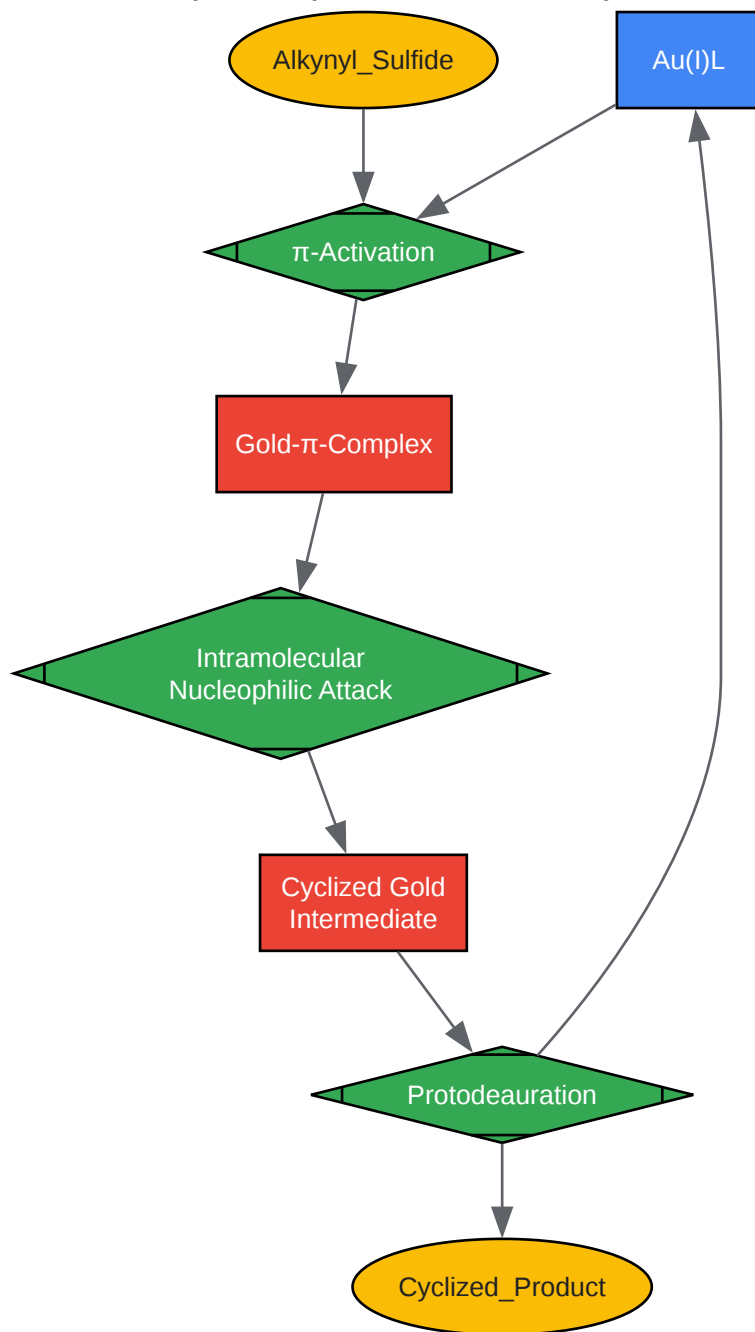 Alkynyl_Sulfide
Au(I)L
π-Activation
Gold-π-Complex
Intramolecular
Nucleophilic Attack
Cyclized Gold
Intermediate
Protodeauration
Cyclized_Product